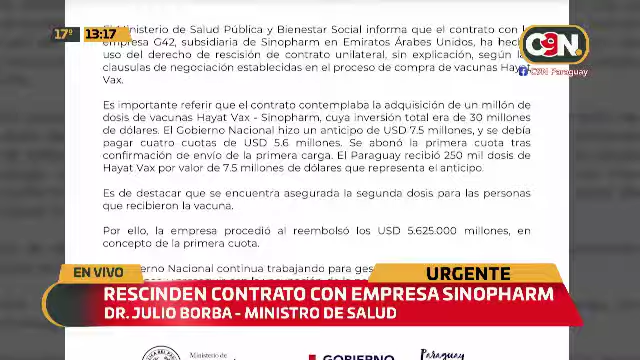 17º 13:17
C9N
C9N Paraguay
El Ministerio de Salud Pública y Bienestar Social informa que el contrato con la
empresa G42, subsidiaria de Sinopharm en Emiratos Árabes Unidos, ha hecho
uso del derecho de rescisión de contrato unilateral, sin explicación, según la
clausulas de negociación establecidas en el proceso de compra de vacunas Hayat
Vax.
Es importante referir que el contrato contemplaba la adquisición de un millón de
dosis de vacunas Hayat Vax - Sinopharm, cuya inversión total era de 30 millones
de dólares. El Gobierno Nacional hizo un anticipo de USD 7.5 millones, y se debía
pagar cuatro cuotas de USD 5.6 millones. Se abonó la primera cuota tras
confirmación de envío de la primera carga. El Paraguay recibió 250 mil dosis de
Hayat Vax por valor de 7.5 millones de dólares que representa el anticipo.
Es de destacar que se encuentra asegurada la segunda dosis para las personas
que recibieron la vacuna.
Por ello, la empresa procedió al reembolsó los USD 5.625.000 millones, en
concepto de la primera cuota.
Gobierno Nacional continua trabajando para
EN VIVO
URGENTE
RESCINDEN CONTRATO CON EMPRESA SINOPHARM
DR. JULIO BORBA - MINISTRO DE SALUD
Ministerio de
GOBIERNO
Paraguay